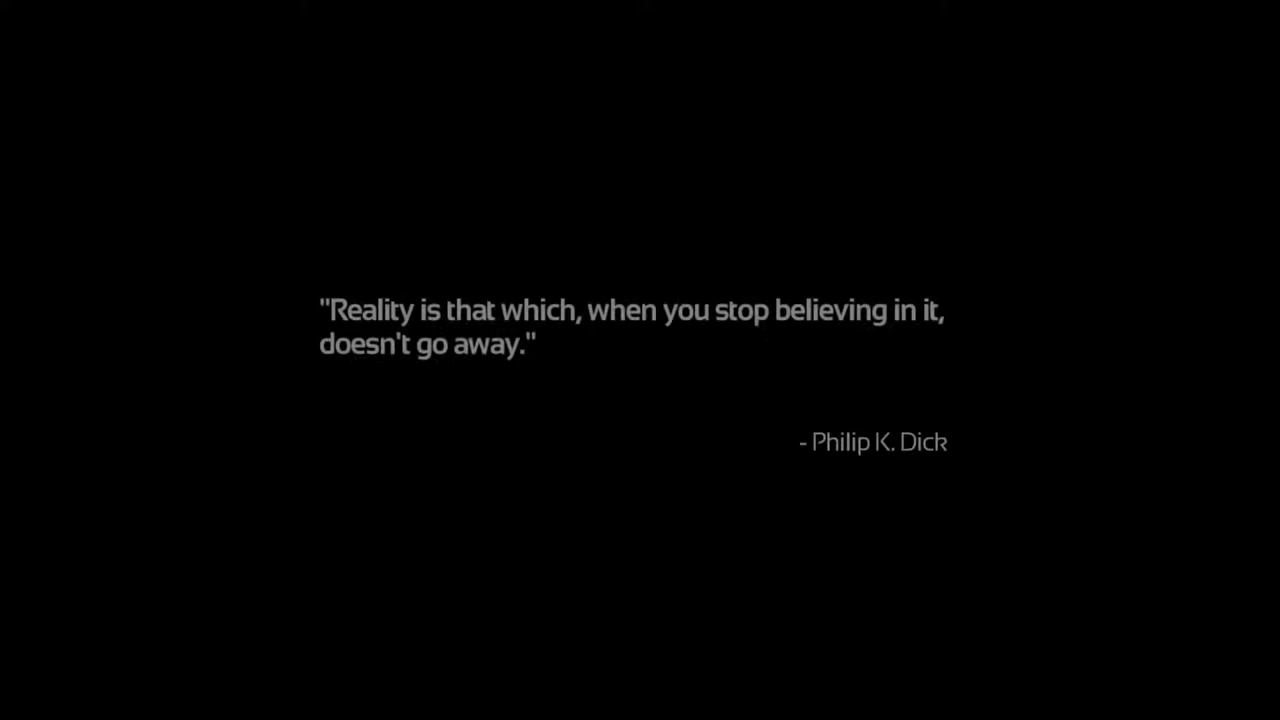 "Reality is that which, when you stop believing in it,
doesn't go away."
- Philip K. Dick